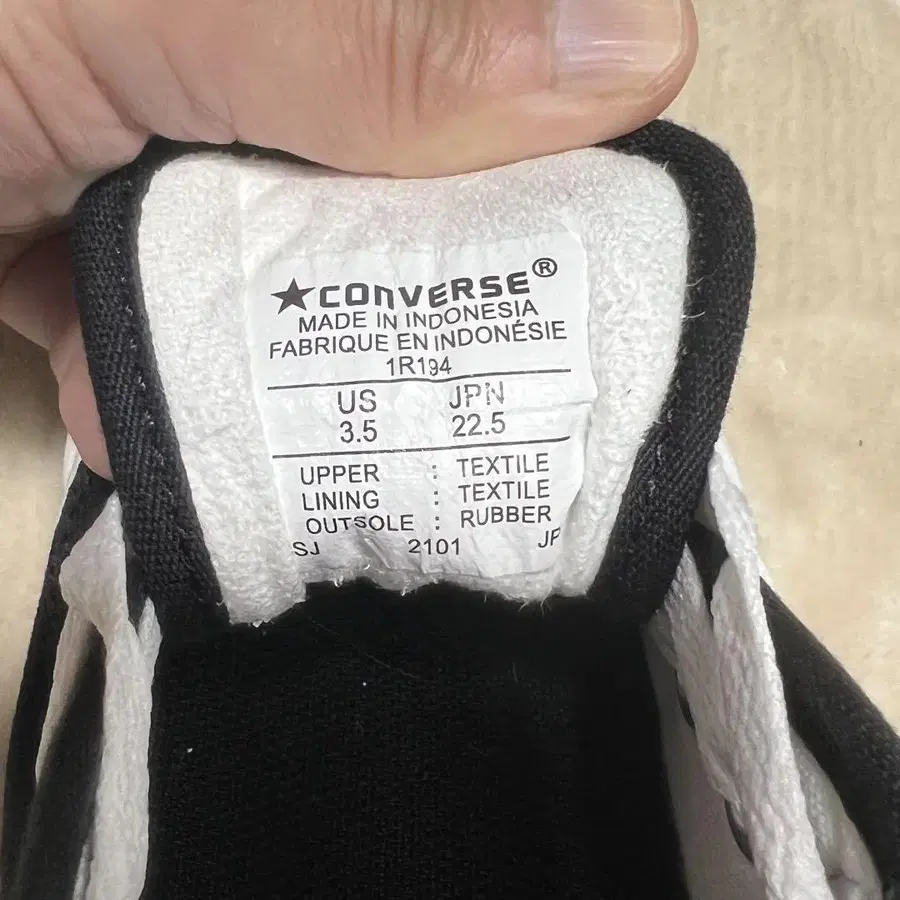 ★CONVERSE®
MADE IN INDONESIA
FABRIQUE EN INDONÉSIE
1R194
US JPN
3.5 22.5
UPPER : TEXTILE
LINING : TEXTILE
OUTSOLE : RUBBER
SJ 2101 JP